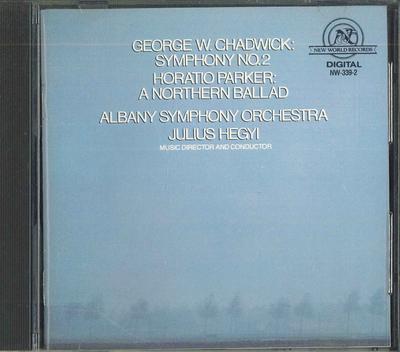 GEORGE W. CHADWICK:
SYMPHONY NO.2
HORATIO PARKER:
A NORTHERN BALLAD
ALBANY SYMPHONY ORCHESTRA
JULIUS HEGYI
MUSIC DIRECTOR AND CONDUCTOR
NEW WORLD RECORDS
DIGITAL
NW-339-2